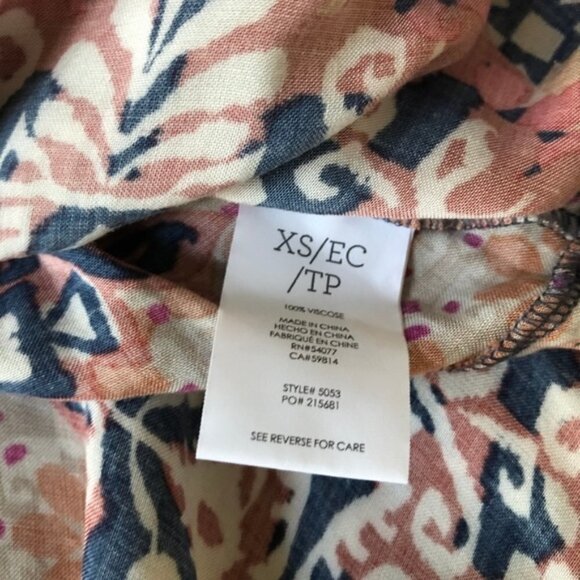 XS/EC
/TP
100% VISCOSE
MADE IN CHINA
HECHO EN CHINA
FABRIQUÉ EN CHINE
RN#54077
CA#59814
STYLE# 5053
PO# 215681
SEE REVERSE FOR CARE